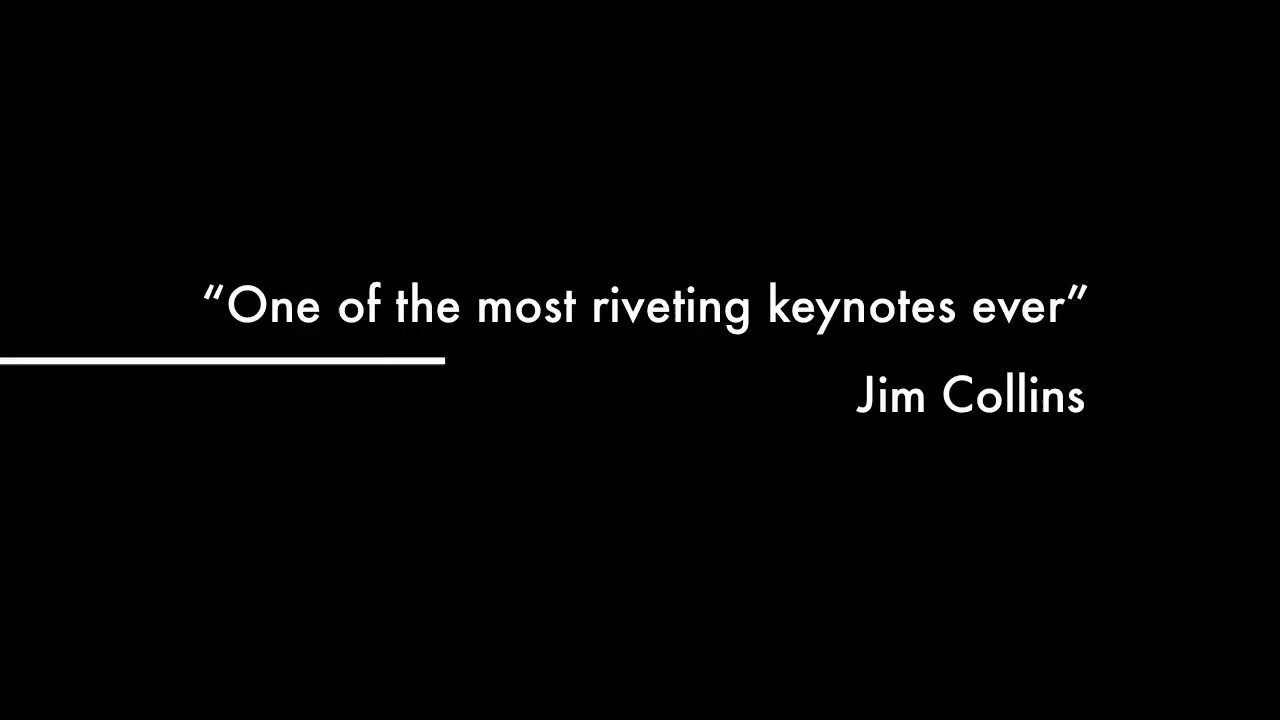 “One of the most riveting keynotes ever”
Jim Collins